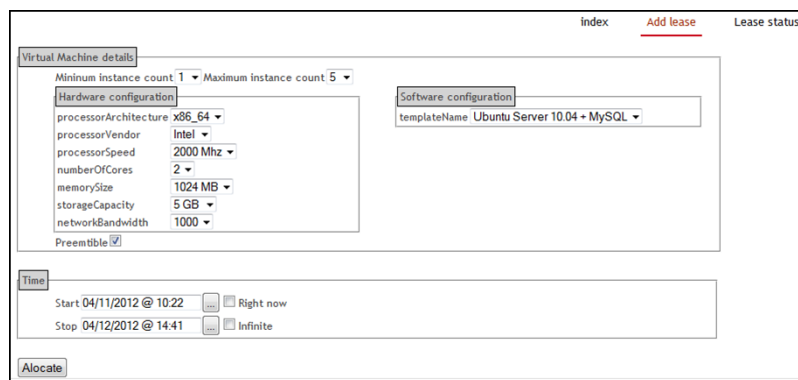 index Add lease Lease status
Virtual Machine details
Mininum instance count 1 Maximum instance count 5
Hardware configuration
processorArchitecture x86_64
processorVendor Intel
processorSpeed 2000 Mhz
numberOfCores 2
memorySize 1024 MB
storageCapacity 5 GB
networkBandwidth 1000
Software configuration
templateName Ubuntu Server 10.04 + MySQL
Preemtible
Time
Start 04/11/2012 @ 10:22 ... Right now
Stop 04/12/2012 @ 14:41 ... Infinite
Alocate